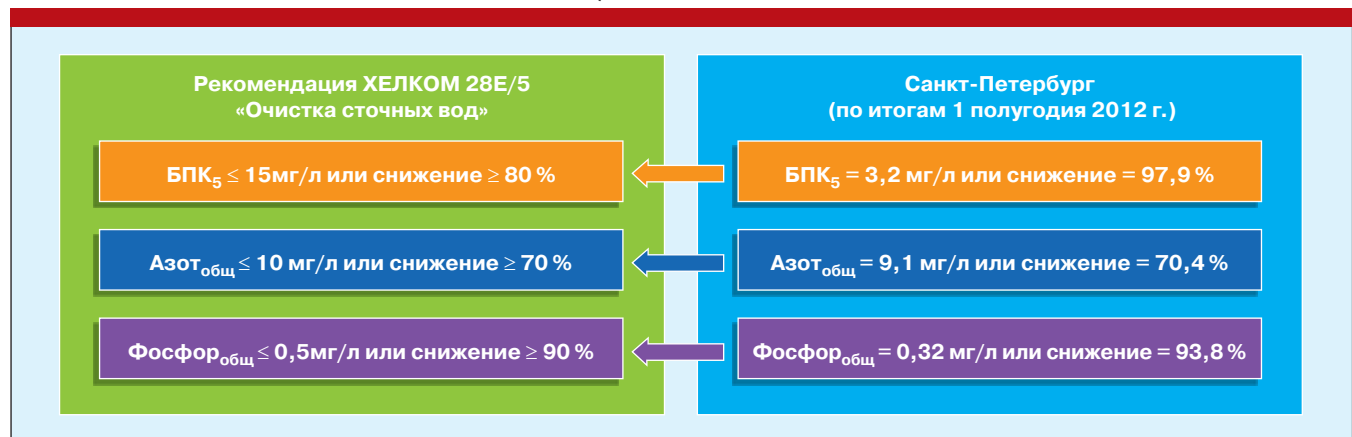 Рекомендация ХЕЛКОМ 28Е/5
«Очистка сточных вод»
БПК₅ ≤ 15мг/л или снижение ≥ 80 %
Азотобщ ≤ 10 мг/л или снижение ≥ 70 %
Фосфоробщ ≤ 0,5мг/л или снижение ≥ 90 %
Санкт-Петербург
(по итогам 1 полугодия 2012 г.)
БПК₅ = 3,2 мг/л или снижение = 97,9 %
Азотобщ = 9,1 мг/л или снижение = 70,4 %
Фосфоробщ = 0,32 мг/л или снижение = 93,8 %